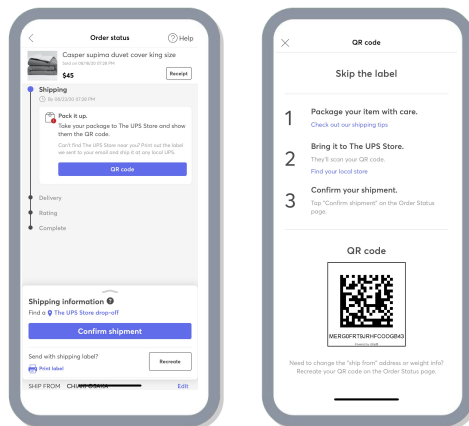 Order status
Help
Casper supima duvet cover king size
Sold on 08/18/20 07:28 PM
$45
Receipt
Shipping
By 08/23/20 07:28 PM
Pack it up.
Take your package to The UPS Store and show
them the QR code.
Can't find The UPS Store near you? Print out the label
we sent to your email and ship it at any local UPS.
QR code
Delivery
Rating
Complete
Shipping information ?
Find a The UPS Store drop-off
Confirm shipment
Send with shipping label?
Print label
Recreate
SHIP FROM
Edit
QR code
Skip the label
1
Package your item with care.
Check out our shipping tips
2
Bring it to The UPS Store.
They'll scan your QR code.
Find your local store
3
Confirm your shipment.
Tap "Confirm shipment" on the Order Status
page.
QR code
MERG0FRT9JRHFCOOGB43
Need to change the "ship from" address or weight info?
Recreate your QR code on the Order Status page.